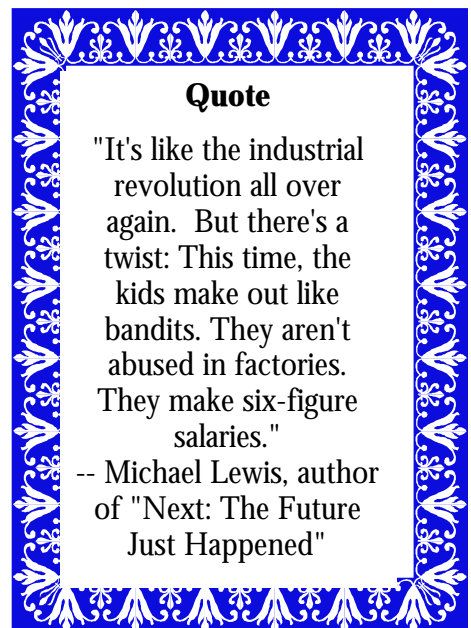 Quote
"It's like the industrial
revolution all over
again.  But there's a
twist: This time, the
kids make out like
bandits. They aren't
abused in factories.
They make six-figure
salaries."
-- Michael Lewis, author
of "Next: The Future
Just Happened"